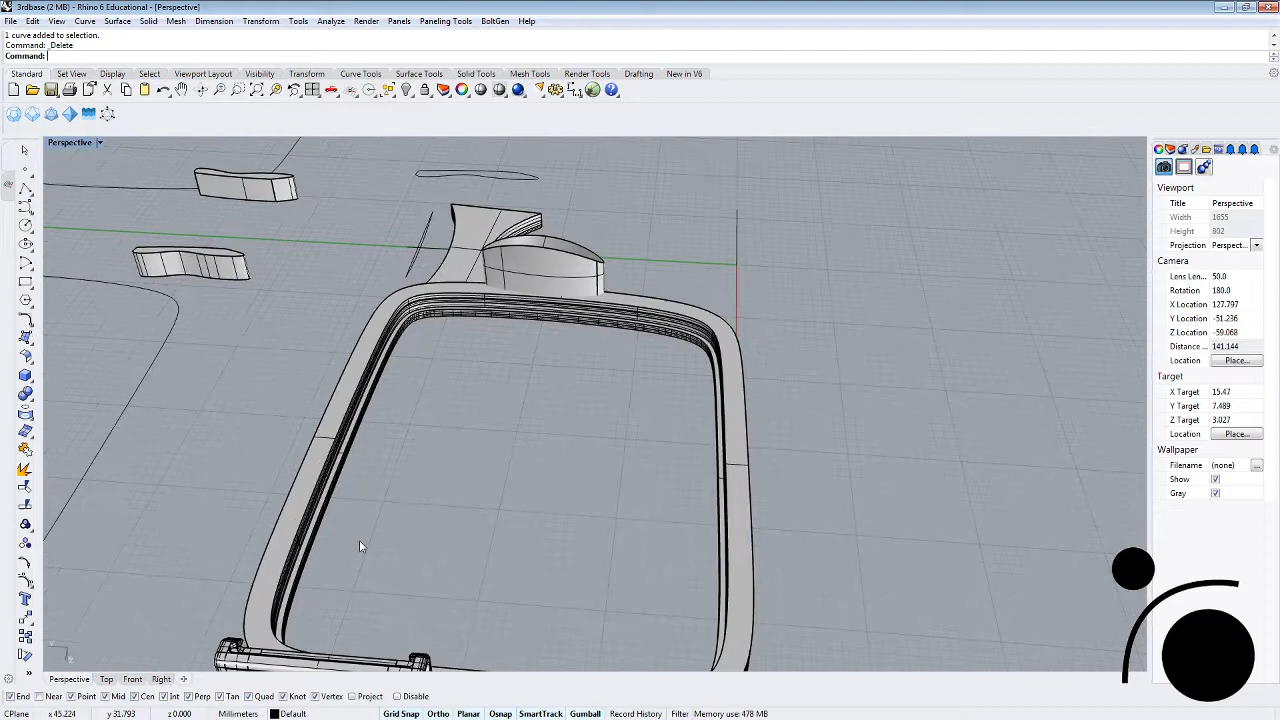 3rdbase (2 MB) - Rhino 6 Educational - [Perspective]
File Edit View Curve Surface Solid Mesh Dimension Transform Tools Analyze Render Panels Paneling Tools BoltGen Help
1 curve added to selection.
Command: _Delete
Command:
Standard Set View Display Select Viewport Layout Visibility Transform Curve Tools Surface Tools Solid Tools Mesh Tools Render Tools Drafting New in V6
Perspective
Viewport
Title Perspective
Width 1655
Height 802
Projection Perspect...
Camera
Lens Len... 50.0
Rotation 180.0
X Location 127.797
Y Location -51.236
Z Location -59.068
Distance ... 141.144
Location Place...
Target
X Target 15.47
Y Target 7.489
Z Target 3.027
Location Place...
Wallpaper
Filename (none) ...
Show
Gray
Perspective Top Front Right
End Near Point Mid Cen Int Perp Tan Quad Knot Vertex Project Disable
CPlane x 45.224 y 31.793 z 0.000 Millimeters Default Grid Snap Ortho Planar Osnap SmartTrack Gumball Record History Filter Memory use: 478 MB